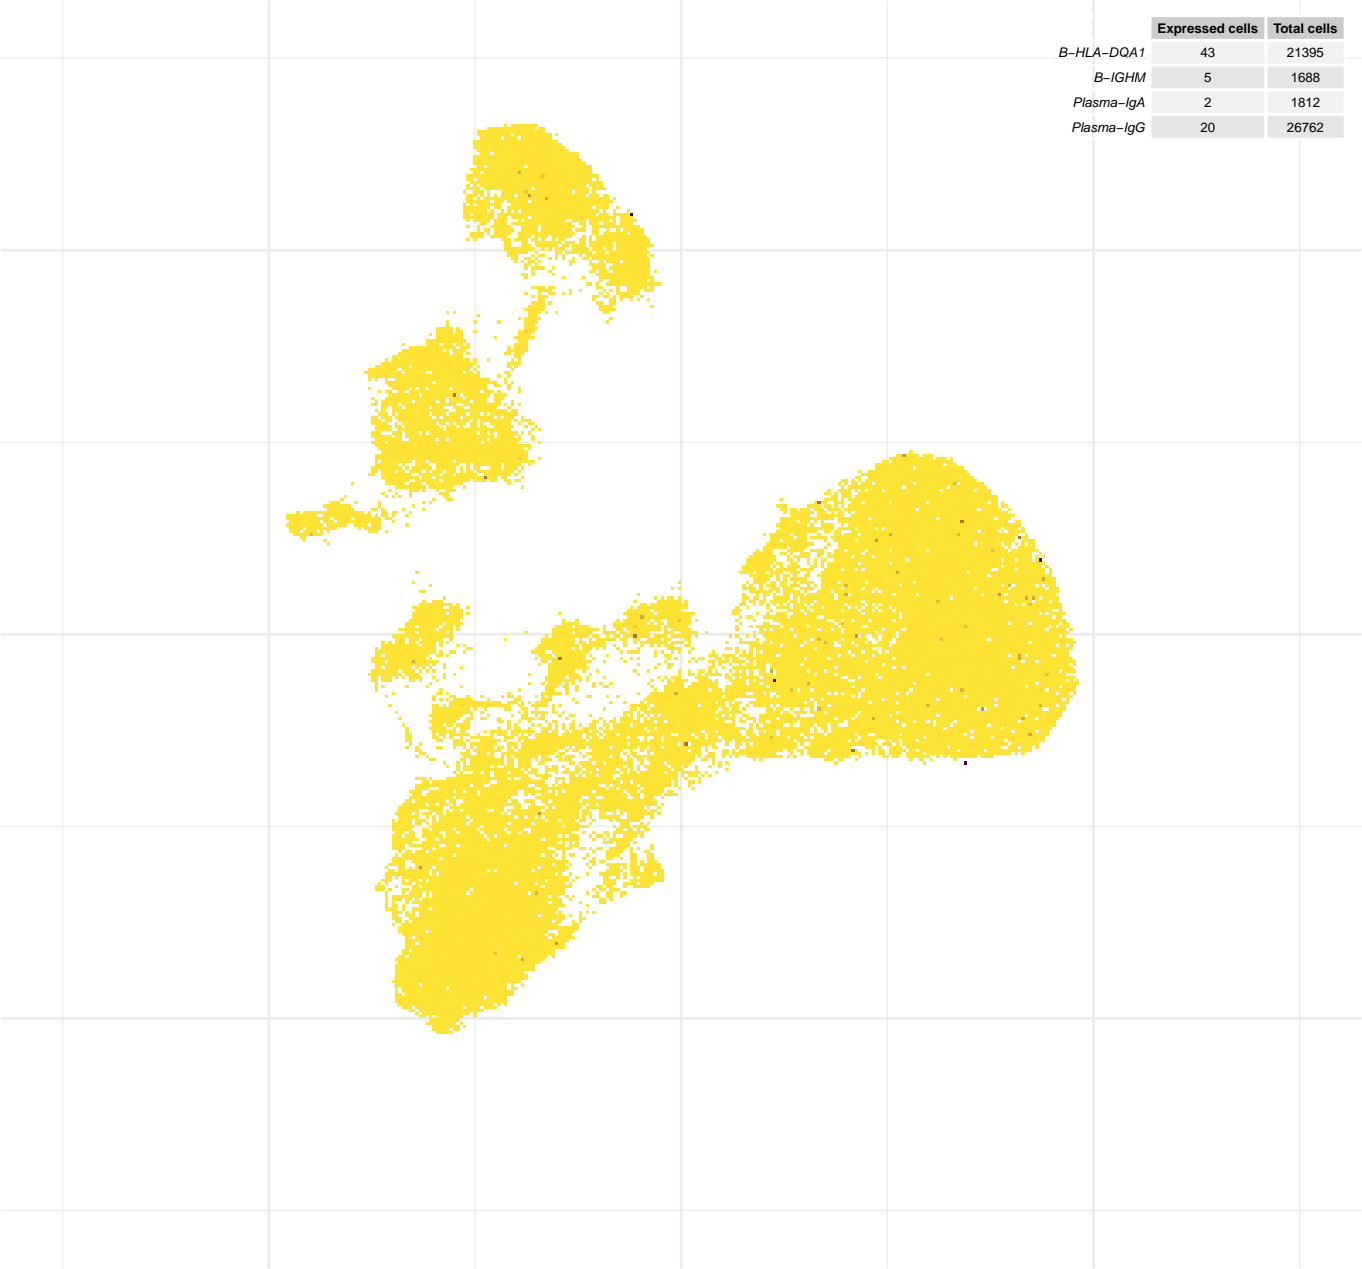 Expressed cells Total cells
B−HLA−DQA1 43 21395
B−IGHM 5 1688
Plasma−IgA 2 1812
Plasma−IgG 20 26762